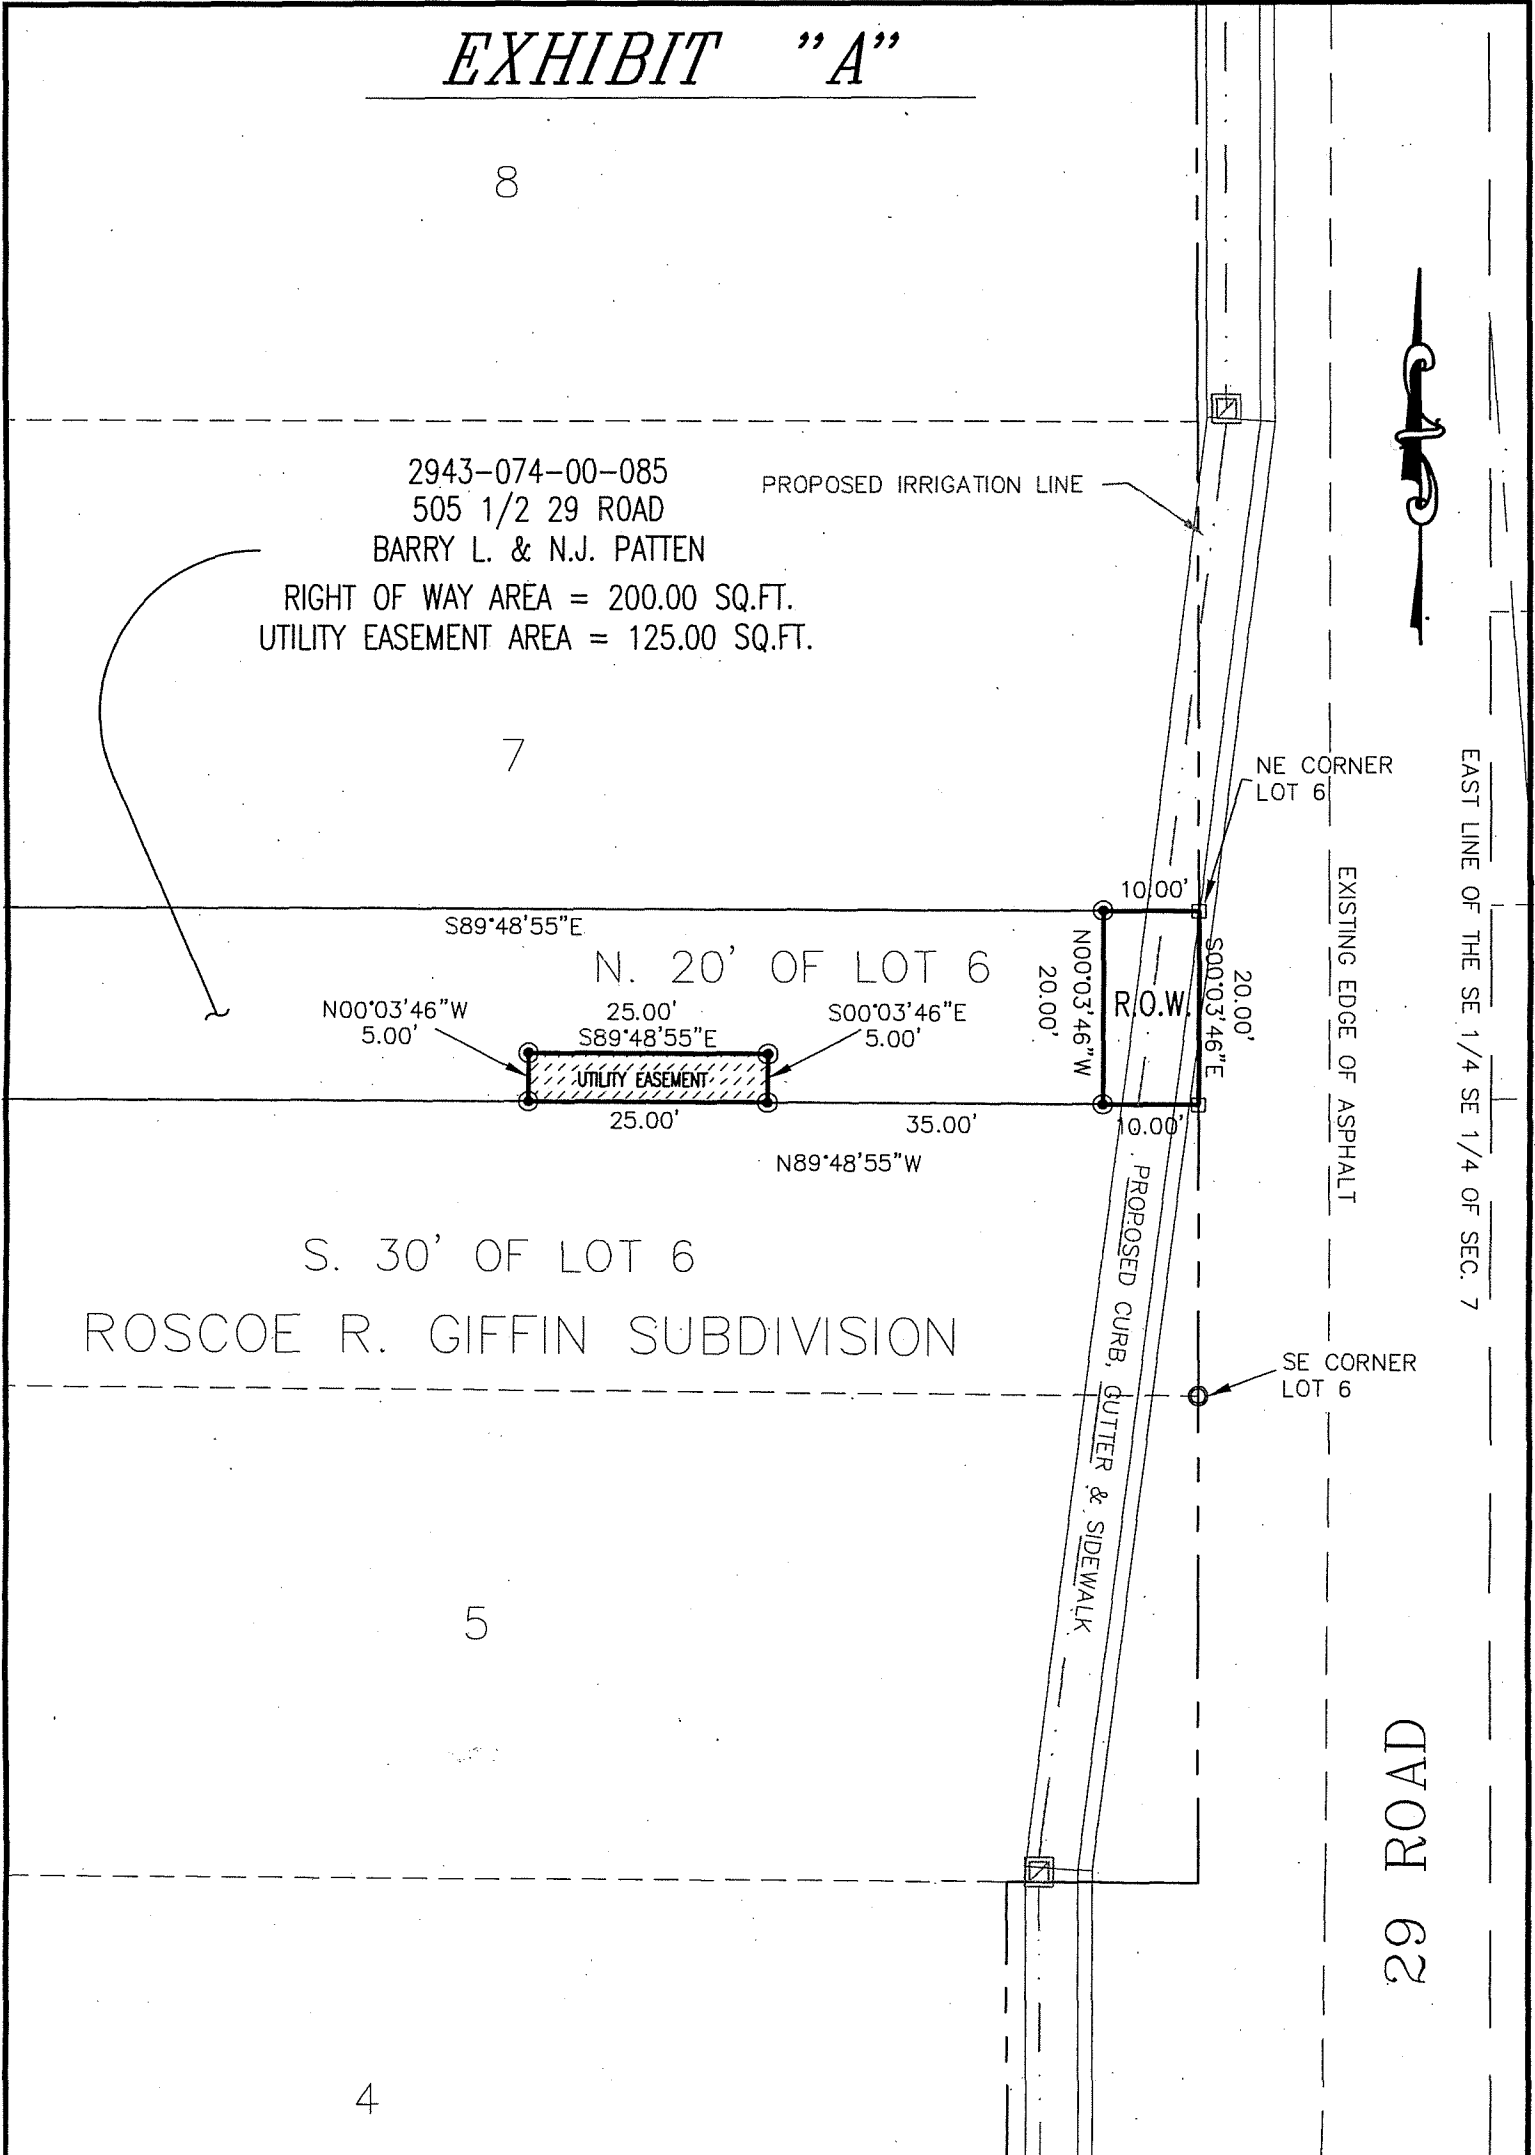 EXHIBIT "A"
8
2943-074-00-085
505 1/2 29 ROAD
BARRY L. & N.J. PATTEN
RIGHT OF WAY AREA = 200.00 SQ.FT.
UTILITY EASEMENT AREA = 125.00 SQ.FT.
PROPOSED IRRIGATION LINE
7
NE CORNER
LOT 6
EAST LINE OF THE SE 1/4 SE 1/4 OF SEC. 7
EXISTING EDGE OF ASPHALT
10.00'
S89°48'55"E
N. 20' OF LOT 6
N00°03'46"W
20.00'
R.O.W.
20.00'
S00°03'46"E
N00°03'46"W
5.00'
25.00'
S89°48'55"E
S00°03'46"E
5.00'
UTILITY EASEMENT
25.00'
35.00'
10.00'
N89°48'55"W
PROPOSED CURB, GUTTER & SIDEWALK
S. 30' OF LOT 6
ROSCOE R. GIFFIN SUBDIVISION
SE CORNER
LOT 6
5
29 ROAD
4